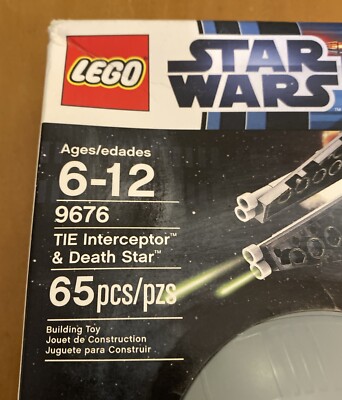 LEGO
STAR
WARS
Ages/edades
6-12
9676
TIE Interceptor™
& Death Star™
65pcs/pzs
Building Toy
Jouet de Construction
Juguete para Construir